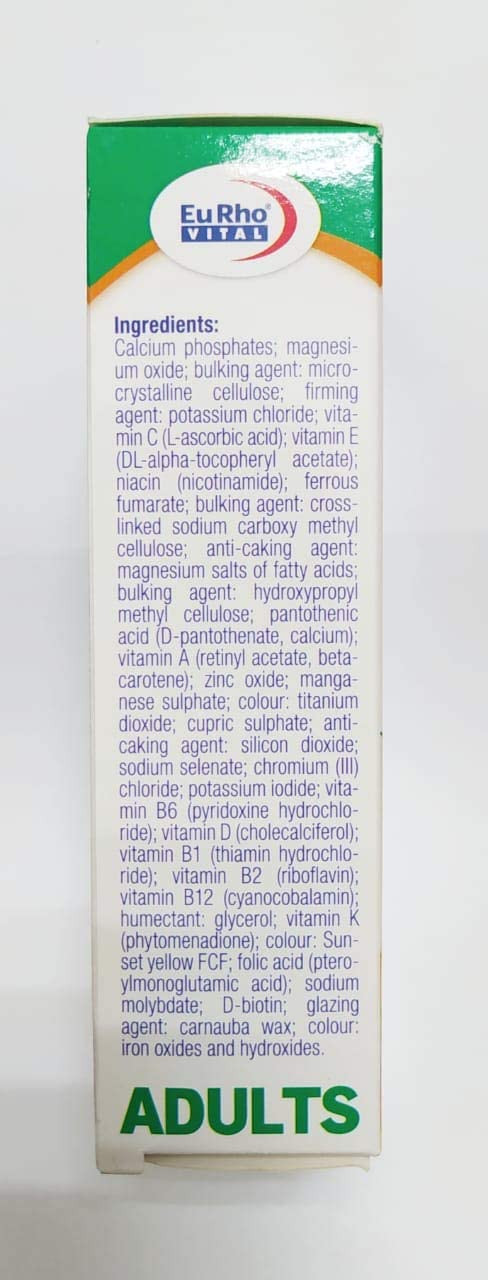 EuRho®
VITAL
Ingredients:
Calcium phosphates; magnesi-
um oxide; bulking agent: micro-
crystalline cellulose; firming
agent: potassium chloride; vita-
min C (L-ascorbic acid); vitamin E
(DL-alpha-tocopheryl acetate);
niacin (nicotinamide); ferrous
fumarate; bulking agent: cross-
linked sodium carboxy methyl
cellulose; anti-caking agent:
magnesium salts of fatty acids;
bulking agent: hydroxypropyl
methyl cellulose; pantothenic
acid (D-pantothenate, calcium);
vitamin A (retinyl acetate, beta-
carotene); zinc oxide; manga-
nese sulphate; colour: titanium
dioxide; cupric sulphate; anti-
caking agent: silicon dioxide;
sodium selenate; chromium (III)
chloride; potassium iodide; vita-
min B6 (pyridoxine hydrochlo-
ride); vitamin D (cholecalciferol);
vitamin B1 (thiamin hydrochlo-
ride); vitamin B2 (riboflavin);
vitamin B12 (cyanocobalamin);
humectant: glycerol; vitamin K
(phytomenadione); colour: Sun-
set yellow FCF; folic acid (ptero-
ylmonoglutamic acid); sodium
molybdate; D-biotin; glazing
agent: carnauba wax; colour:
iron oxides and hydroxides.
ADULTS